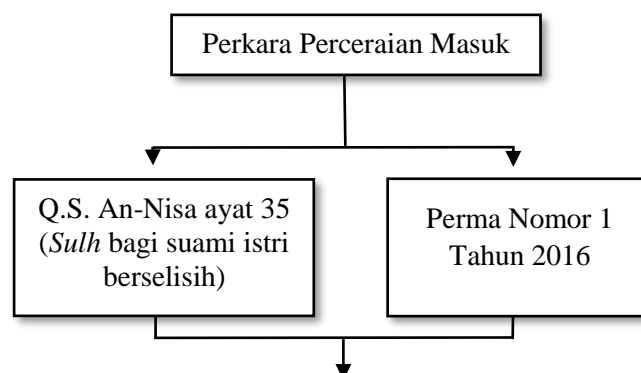 Perkara Perceraian Masuk
Q.S. An-Nisa ayat 35
(Sulh bagi suami istri
berselisih)
Perma Nomor 1
Tahun 2016